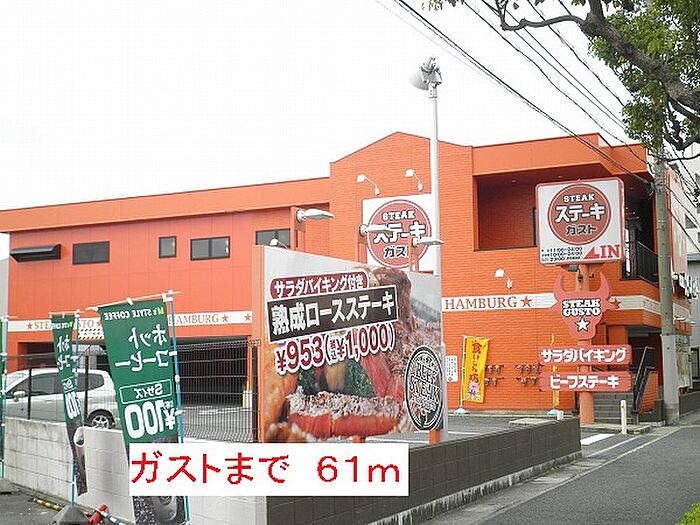 STEAK
ステーキ
ガスト
STEAK
ステーキ
ガスト
IN
HAMBURG ★
STEAK
GUSTO
サラダバイキング
ビーフステーキ
サラダバイキング付き
熟成ロースステーキ
¥953(税込¥1,000)
MY STYLE COFFEE
ホット
コーヒー
Sサイズ
¥100
★ HAMBURG ★
ガストまで 61m